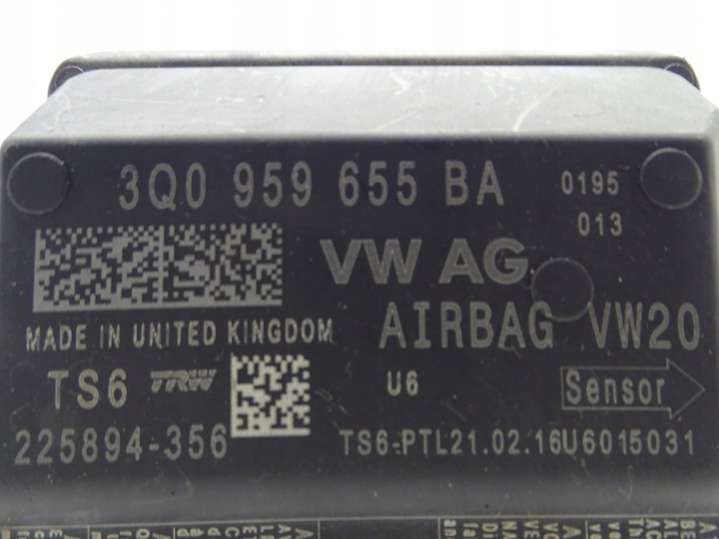 3Q0 959 655 BA 0195
013
VW AG.
MADE IN UNITED KINGDOM
AIRBAG VW20
TS6 TRW
U6 Sensor
225894-356
TS6-PTL21.02.16U6015031